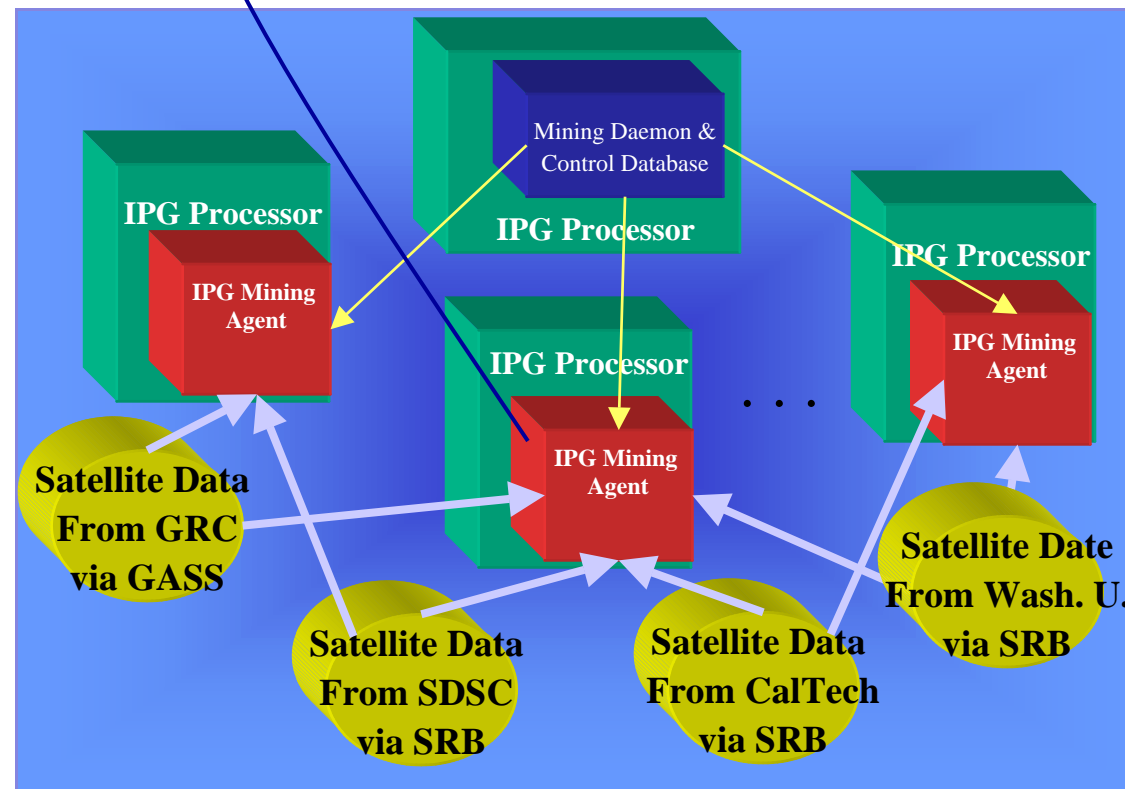 Mining Daemon &
Control Database
IPG Processor
IPG Processor
IPG Mining
Agent
IPG Processor
IPG Mining
Agent
IPG Processor
IPG Mining
Agent
. . .
Satellite Data
From GRC
via GASS
Satellite Data
From SDSC
via SRB
Satellite Data
From CalTech
via SRB
Satellite Date
From Wash. U.
via SRB